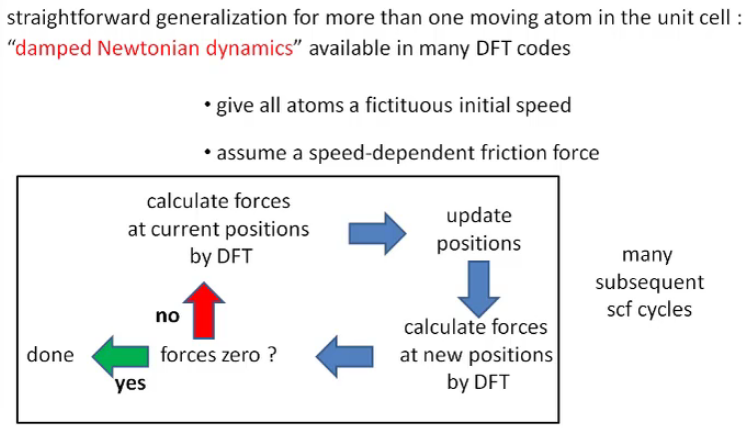 straightforward generalization for more than one moving atom in the unit cell :
“damped Newtonian dynamics” available in many DFT codes
• give all atoms a fictituous initial speed
• assume a speed-dependent friction force
calculate forces
at current positions
by DFT
update
positions
many
subsequent
scf cycles
no
calculate forces
at new positions
by DFT
done
forces zero ?
yes